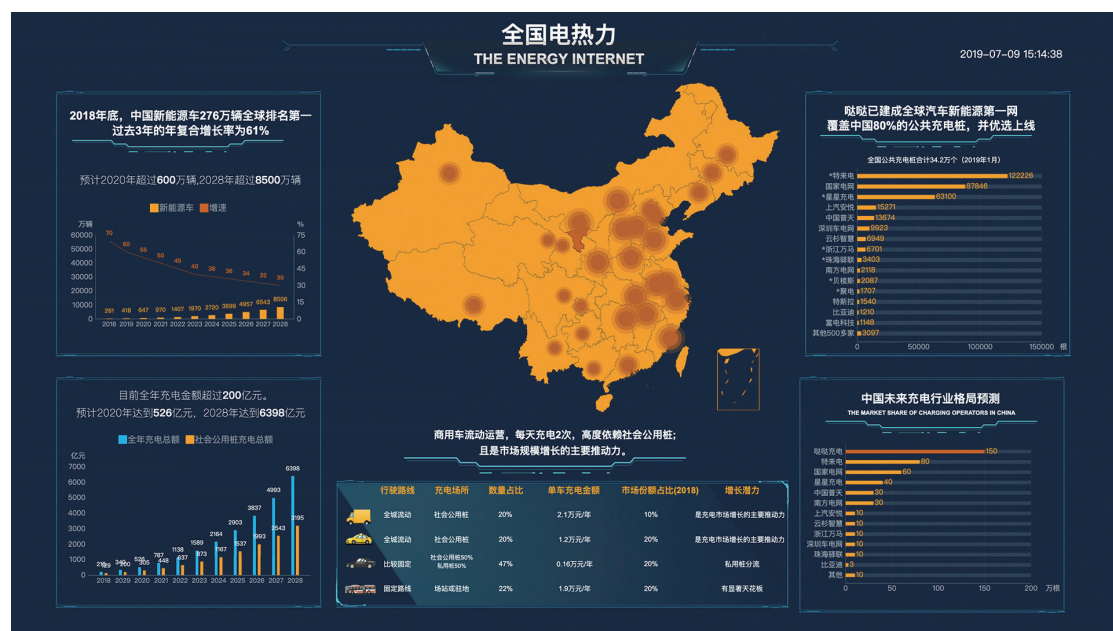 全国电热力
THE ENERGY INTERNET
2019-07-09 15:14:38
2018年底，中国新能源车276万辆全球排名第一
过去3年的年复合增长率为61%
预计2020年超过600万辆,2028年超过8500万辆
新能源车 增速
万辆 %
60000
50000
40000
30000
20000
10000
0
75
60
45
30
15
0
70 60 55 50 45 40 38 36 34 32 30
261 418 647 970 1407 1970 2720 3699 4957 6543 8506
2018 2019 2020 2021 2022 2023 2024 2025 2026 2027 2028
目前全年充电金额超过200亿元。
预计2020年达到526亿元，2028年达到6398亿元
全年充电总额 社会公用桩充电总额
亿元
7000
6000
5000
4000
3000
2000
1000
0
526 787 1138 1589 2164 2903 3837 4993 6398
305 448 637 873 1167 1537 1993 2543 3195
2018 2029 2020 2021 2022 2023 2024 2025 2026 2027 2028
商用车流动运营，每天充电2次，高度依赖社会公用桩；
且是市场规模增长的主要推动力。
行驶路线 充电场所 数量占比 单车充电金额 市场份额占比(2018) 增长潜力
全城流动 社会公用桩 20% 2.1万元/年 10% 是充电市场增长的主要推动力
全城流动 社会公用桩 20% 1.2万元/年 20% 是充电市场增长的主要推动力
比较固定 社会公用桩50% 私用桩50% 47% 0.16万元/年 20% 私用桩分流
固定路线 场站或驻地 22% 1.9万元/年 20% 有显著天花板
哒哒已建成全球汽车新能源第一网
覆盖中国80%的公共充电桩，并优选上线
全国公共充电桩合计34.2万个（2019年1月）
*特来电 122226
国家电网 87846
*星星充电 63100
上汽安悦 15271
中国普天 13674
深圳车电网 9923
云杉智慧 6949
*浙江万马 6701
*珠海驿联 3403
南方电网 2118
*贝棱斯 2087
*聚电 1707
特斯拉 1540
比亚迪 1210
富电科技 1148
其他500多家 3097
0 50000 100000 150000 根
中国未来充电行业格局预测
THE MARKET SHARE OF CHARGING OPERATORS IN CHINA
哒哒充电 150
特来电 80
国家电网 60
星星充电 40
中国普天 30
南方电网 30
上汽安悦 10
云杉智慧 10
浙江万马 10
深圳车电网 10
珠海驿联 10
比亚迪 3
其他 10
0 50 100 150 200 万根